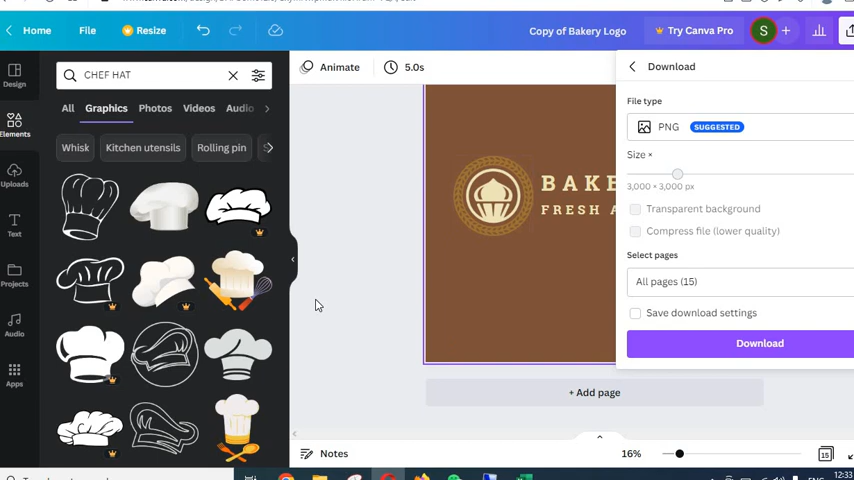 Home
File
Resize
Copy of Bakery Logo
Try Canva Pro
S
Design
Elements
Uploads
Text
Projects
Audio
Apps
CHEF HAT
All
Graphics
Photos
Videos
Audio
Whisk
Kitchen utensils
Rolling pin
Animate
5.0s
BAKE
FRESH A
+ Add page
Notes
16%
15
Download
File type
PNG
SUGGESTED
Size ×
3,000 × 3,000 px
Transparent background
Compress file (lower quality)
Select pages
All pages (15)
Save download settings
Download
ENG
12:33